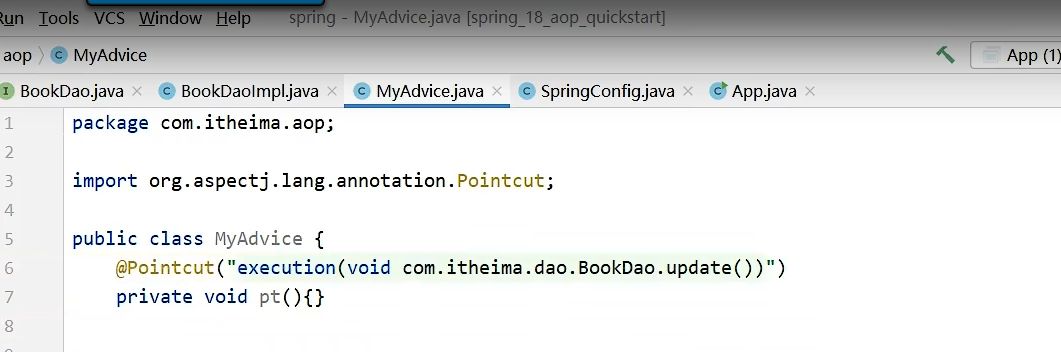 Run Tools VCS Window Help spring - MyAdvice.java [spring_18_aop_quickstart]
aop MyAdvice App (1)
BookDao.java BookDaoImpl.java MyAdvice.java SpringConfig.java App.java
1 package com.itheima.aop;
2
3 import org.aspectj.lang.annotation.Pointcut;
4
5 public class MyAdvice {
6 @Pointcut("execution(void com.itheima.dao.BookDao.update())")
7 private void pt(){}
8